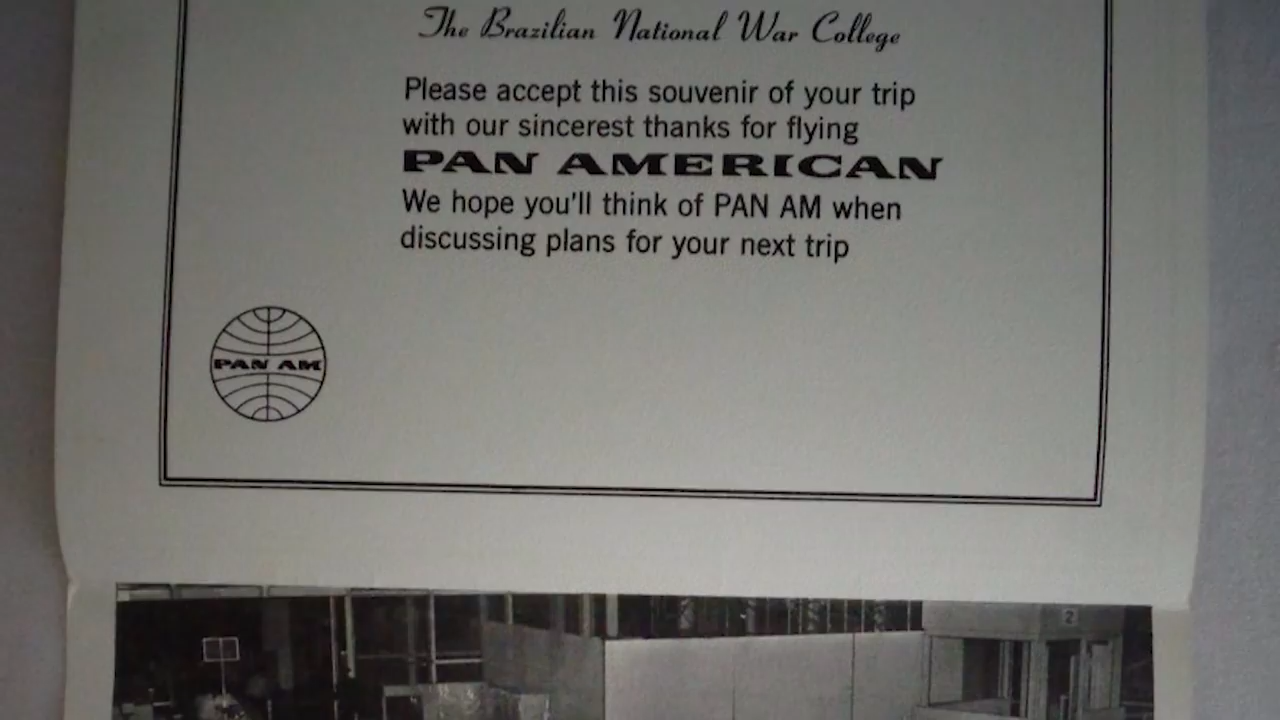 The Brazilian National War College
Please accept this souvenir of your trip
with our sincerest thanks for flying
PAN AMERICAN
We hope you'll think of PAN AM when
discussing plans for your next trip
PAN AM
2